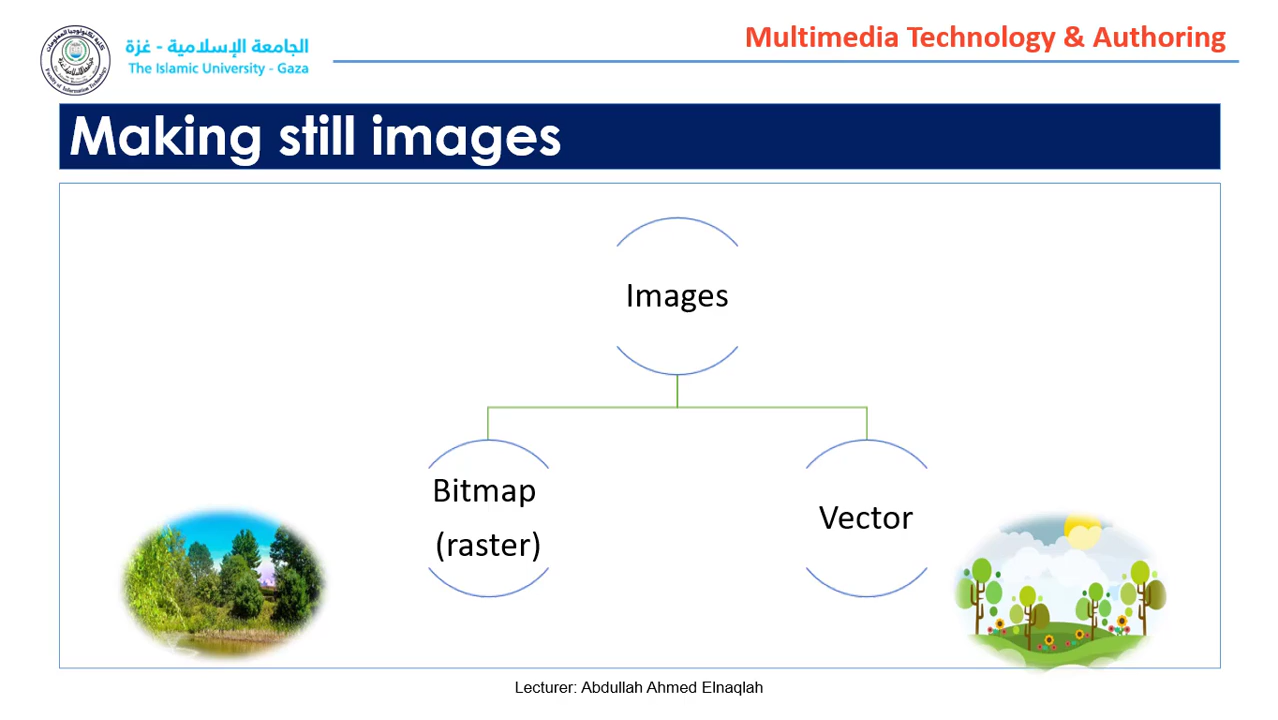 الجامعة الإسلامية - غزة
The Islamic University - Gaza
Multimedia Technology & Authoring
Making still images
Images
Bitmap
(raster)
Vector
Lecturer: Abdullah Ahmed Elnaqlah